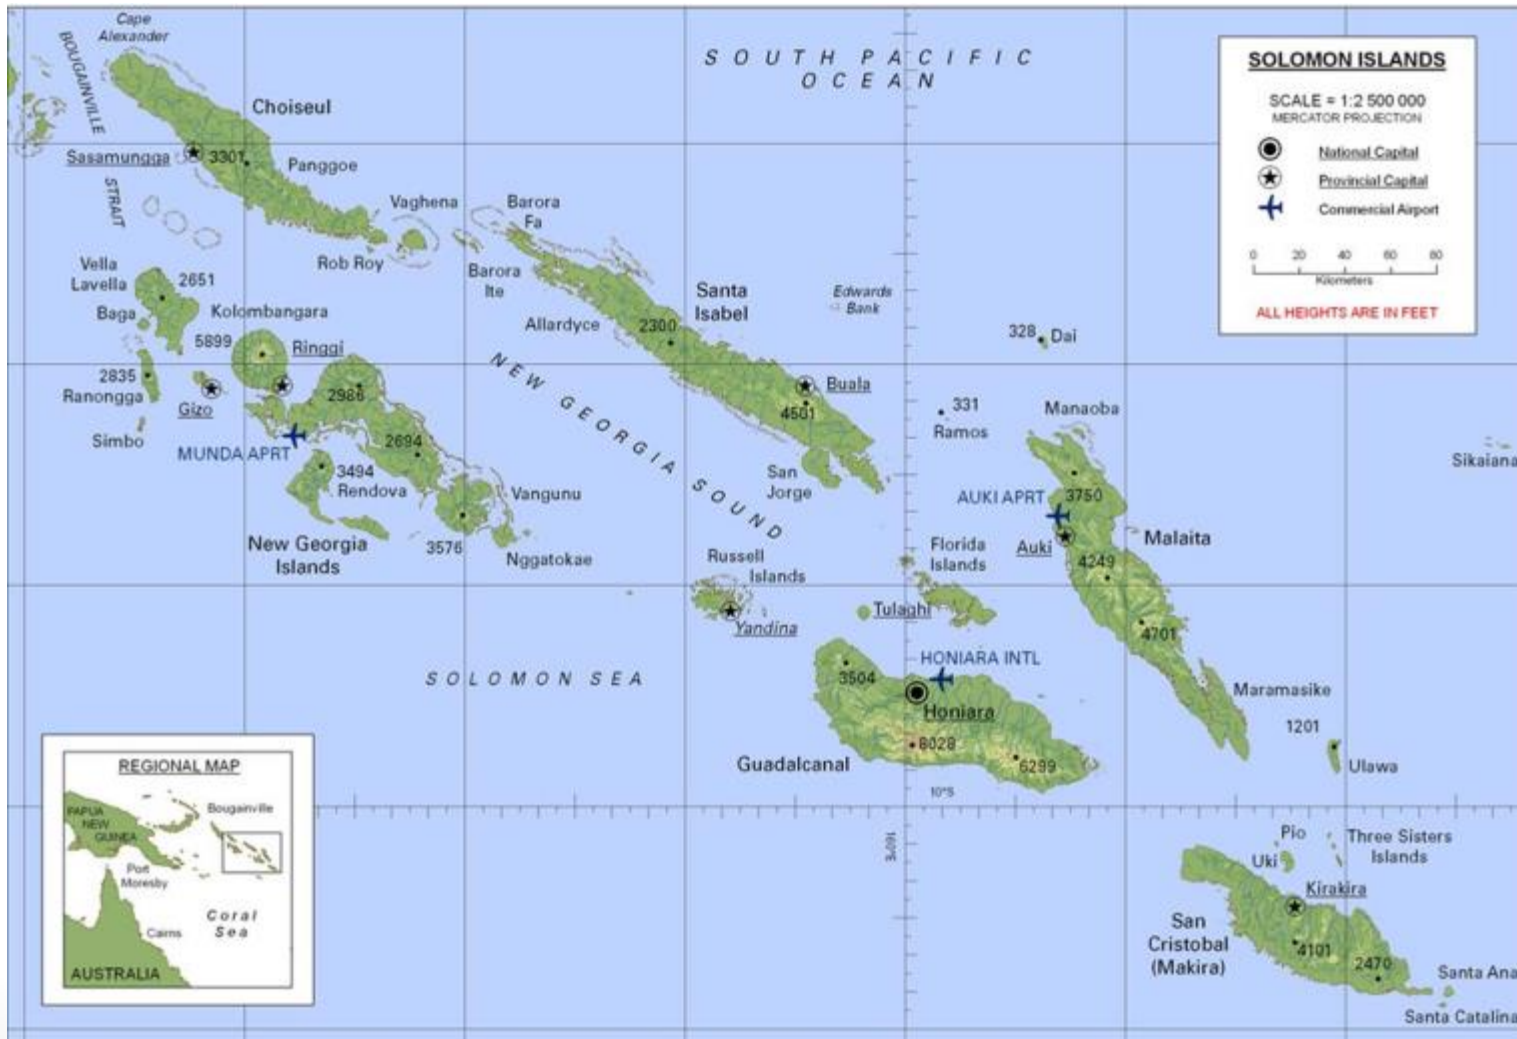 Cape
Alexander
BOUGAINVILLE
STRAIT
Choiseul
Sasamungga
3301
Panggoe
SOUTH PACIFIC
OCEAN
SOLOMON ISLANDS
SCALE = 1:2 500 000
MERCATOR PROJECTION
National Capital
Provincial Capital
Commercial Airport
0 20 40 60 80
Kilometers
ALL HEIGHTS ARE IN FEET
Vaghena
Barora
Fa
Rob Roy
Barora
Ite
Vella
Lavella
2651
Baga
Kolombangara
5899
Ringgi
2835
Ranongga
Gizo
Simbo
2986
MUNDA APRT
2694
3494
Rendova
Vangunu
3576
Nggatokae
New Georgia
Islands
Allardyce
2300
Santa
Isabel
Edwards
Bank
Buala
4501
San
Jorge
NEW GEORGIA SOUND
328
Dai
331
Ramos
Manaoba
Sikaiana
3750
AUKI APRT
Auki
Malaita
4249
4701
Maramasike
1201
Ulawa
Russell
Islands
Yandina
Florida
Islands
Tulaghi
HONIARA INTL
3504
Honiara
8028
6299
Guadalcanal
10°S
160°E
SOLOMON SEA
Pio
Uki
Three Sisters
Islands
Kirakira
San
Cristobal
(Makira)
4101
2470
Santa Ana
Santa Catalina
REGIONAL MAP
PAPUA
NEW
GUINEA
Bougainville
Port
Moresby
Coral
Sea
Cairns
AUSTRALIA